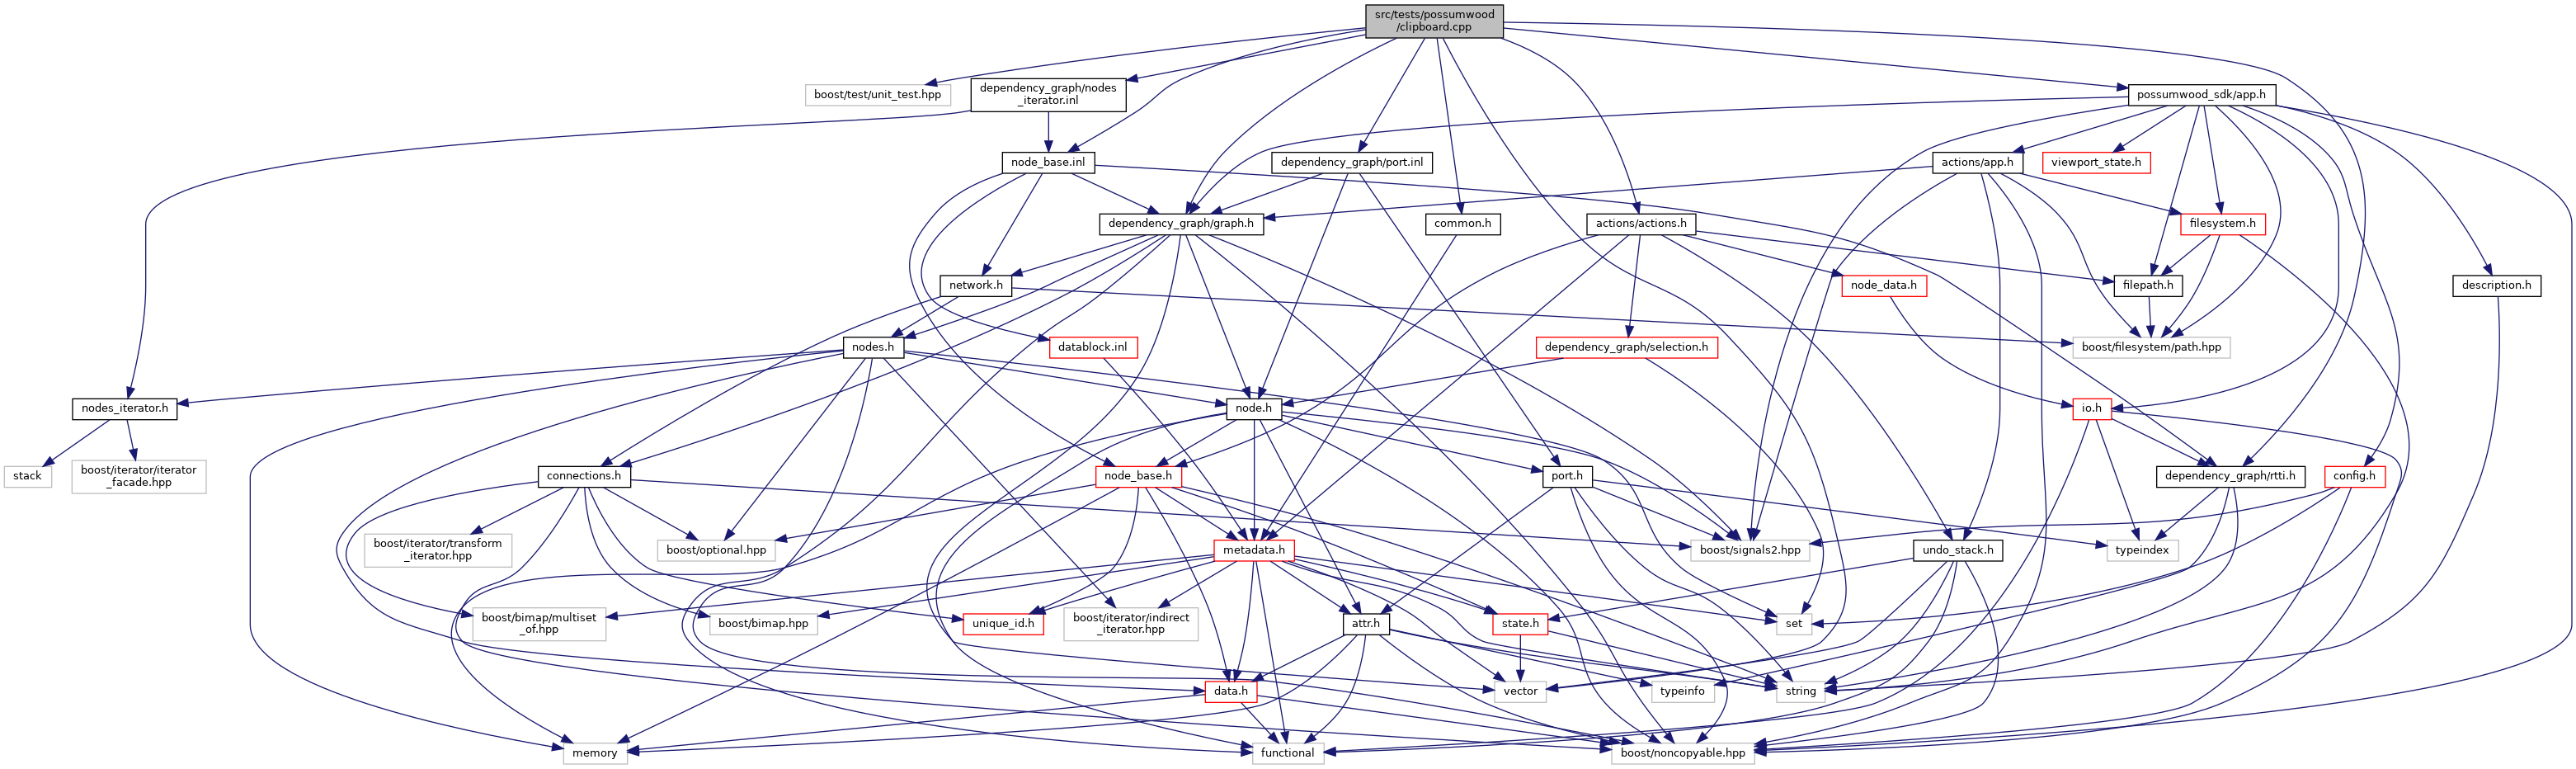 src/tests/possumwood
/clipboard.cpp
boost/test/unit_test.hpp
dependency_graph/nodes
_iterator.inl
possumwood_sdk/app.h
node_base.inl
dependency_graph/port.inl
actions/app.h
viewport_state.h
dependency_graph/graph.h
common.h
actions/actions.h
filesystem.h
network.h
node_data.h
filepath.h
description.h
nodes.h
datablock.inl
dependency_graph/selection.h
boost/filesystem/path.hpp
nodes_iterator.h
node.h
io.h
stack
boost/iterator/iterator
_facade.hpp
connections.h
node_base.h
port.h
dependency_graph/rtti.h
config.h
boost/iterator/transform
_iterator.hpp
boost/optional.hpp
metadata.h
boost/signals2.hpp
undo_stack.h
typeindex
boost/bimap/multiset
_of.hpp
boost/bimap.hpp
unique_id.h
boost/iterator/indirect
_iterator.hpp
attr.h
state.h
set
data.h
vector
typeinfo
string
memory
functional
boost/noncopyable.hpp